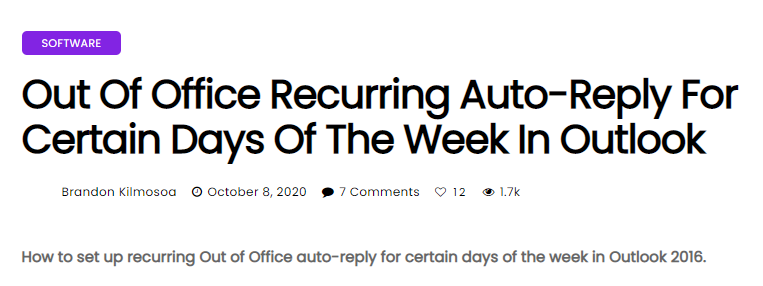 SOFTWARE
Out Of Office Recurring Auto-Reply For
Certain Days Of The Week In Outlook
Brandon Kilmosoa October 8, 2020 7 Comments 12 1.7k
How to set up recurring Out of Office auto-reply for certain days of the week in Outlook 2016.